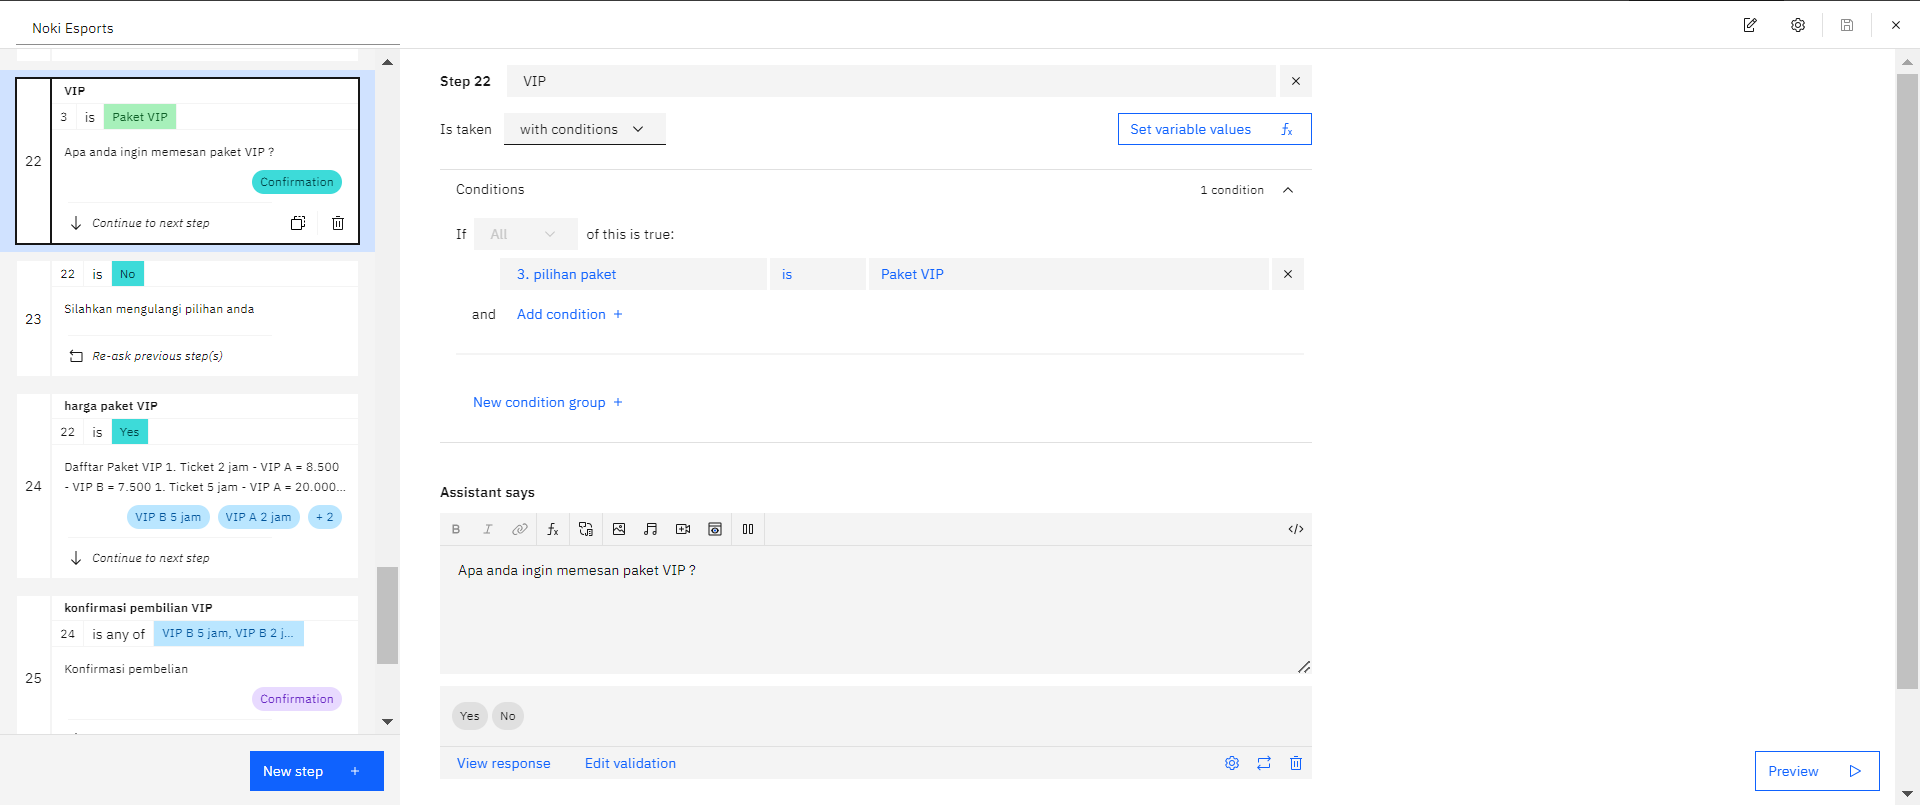 Noki Esports
VIP
3 is Paket VIP
22
Apa anda ingin memesan paket VIP ?
Confirmation
Continue to next step
22 is No
23
Silahkan mengulangi pilihan anda
Re-ask previous step(s)
harga paket VIP
22 is Yes
24
Dafftar Paket VIP 1. Ticket 2 jam - VIP A = 8.500
- VIP B = 7.500 1. Ticket 5 jam - VIP A = 20.000...
VIP B 5 jam VIP A 2 jam + 2
Continue to next step
konfirmasi pembilian VIP
24 is any of VIP B 5 jam, VIP B 2 j...
25
Konfirmasi pembelian
Confirmation
New step +
Step 22 VIP
Is taken with conditions
Set variable values fx
Conditions 1 condition
If All of this is true:
3. pilihan paket is Paket VIP
and Add condition +
New condition group +
Assistant says
B I fx </>
Apa anda ingin memesan paket VIP ?
Yes No
View response Edit validation
Preview